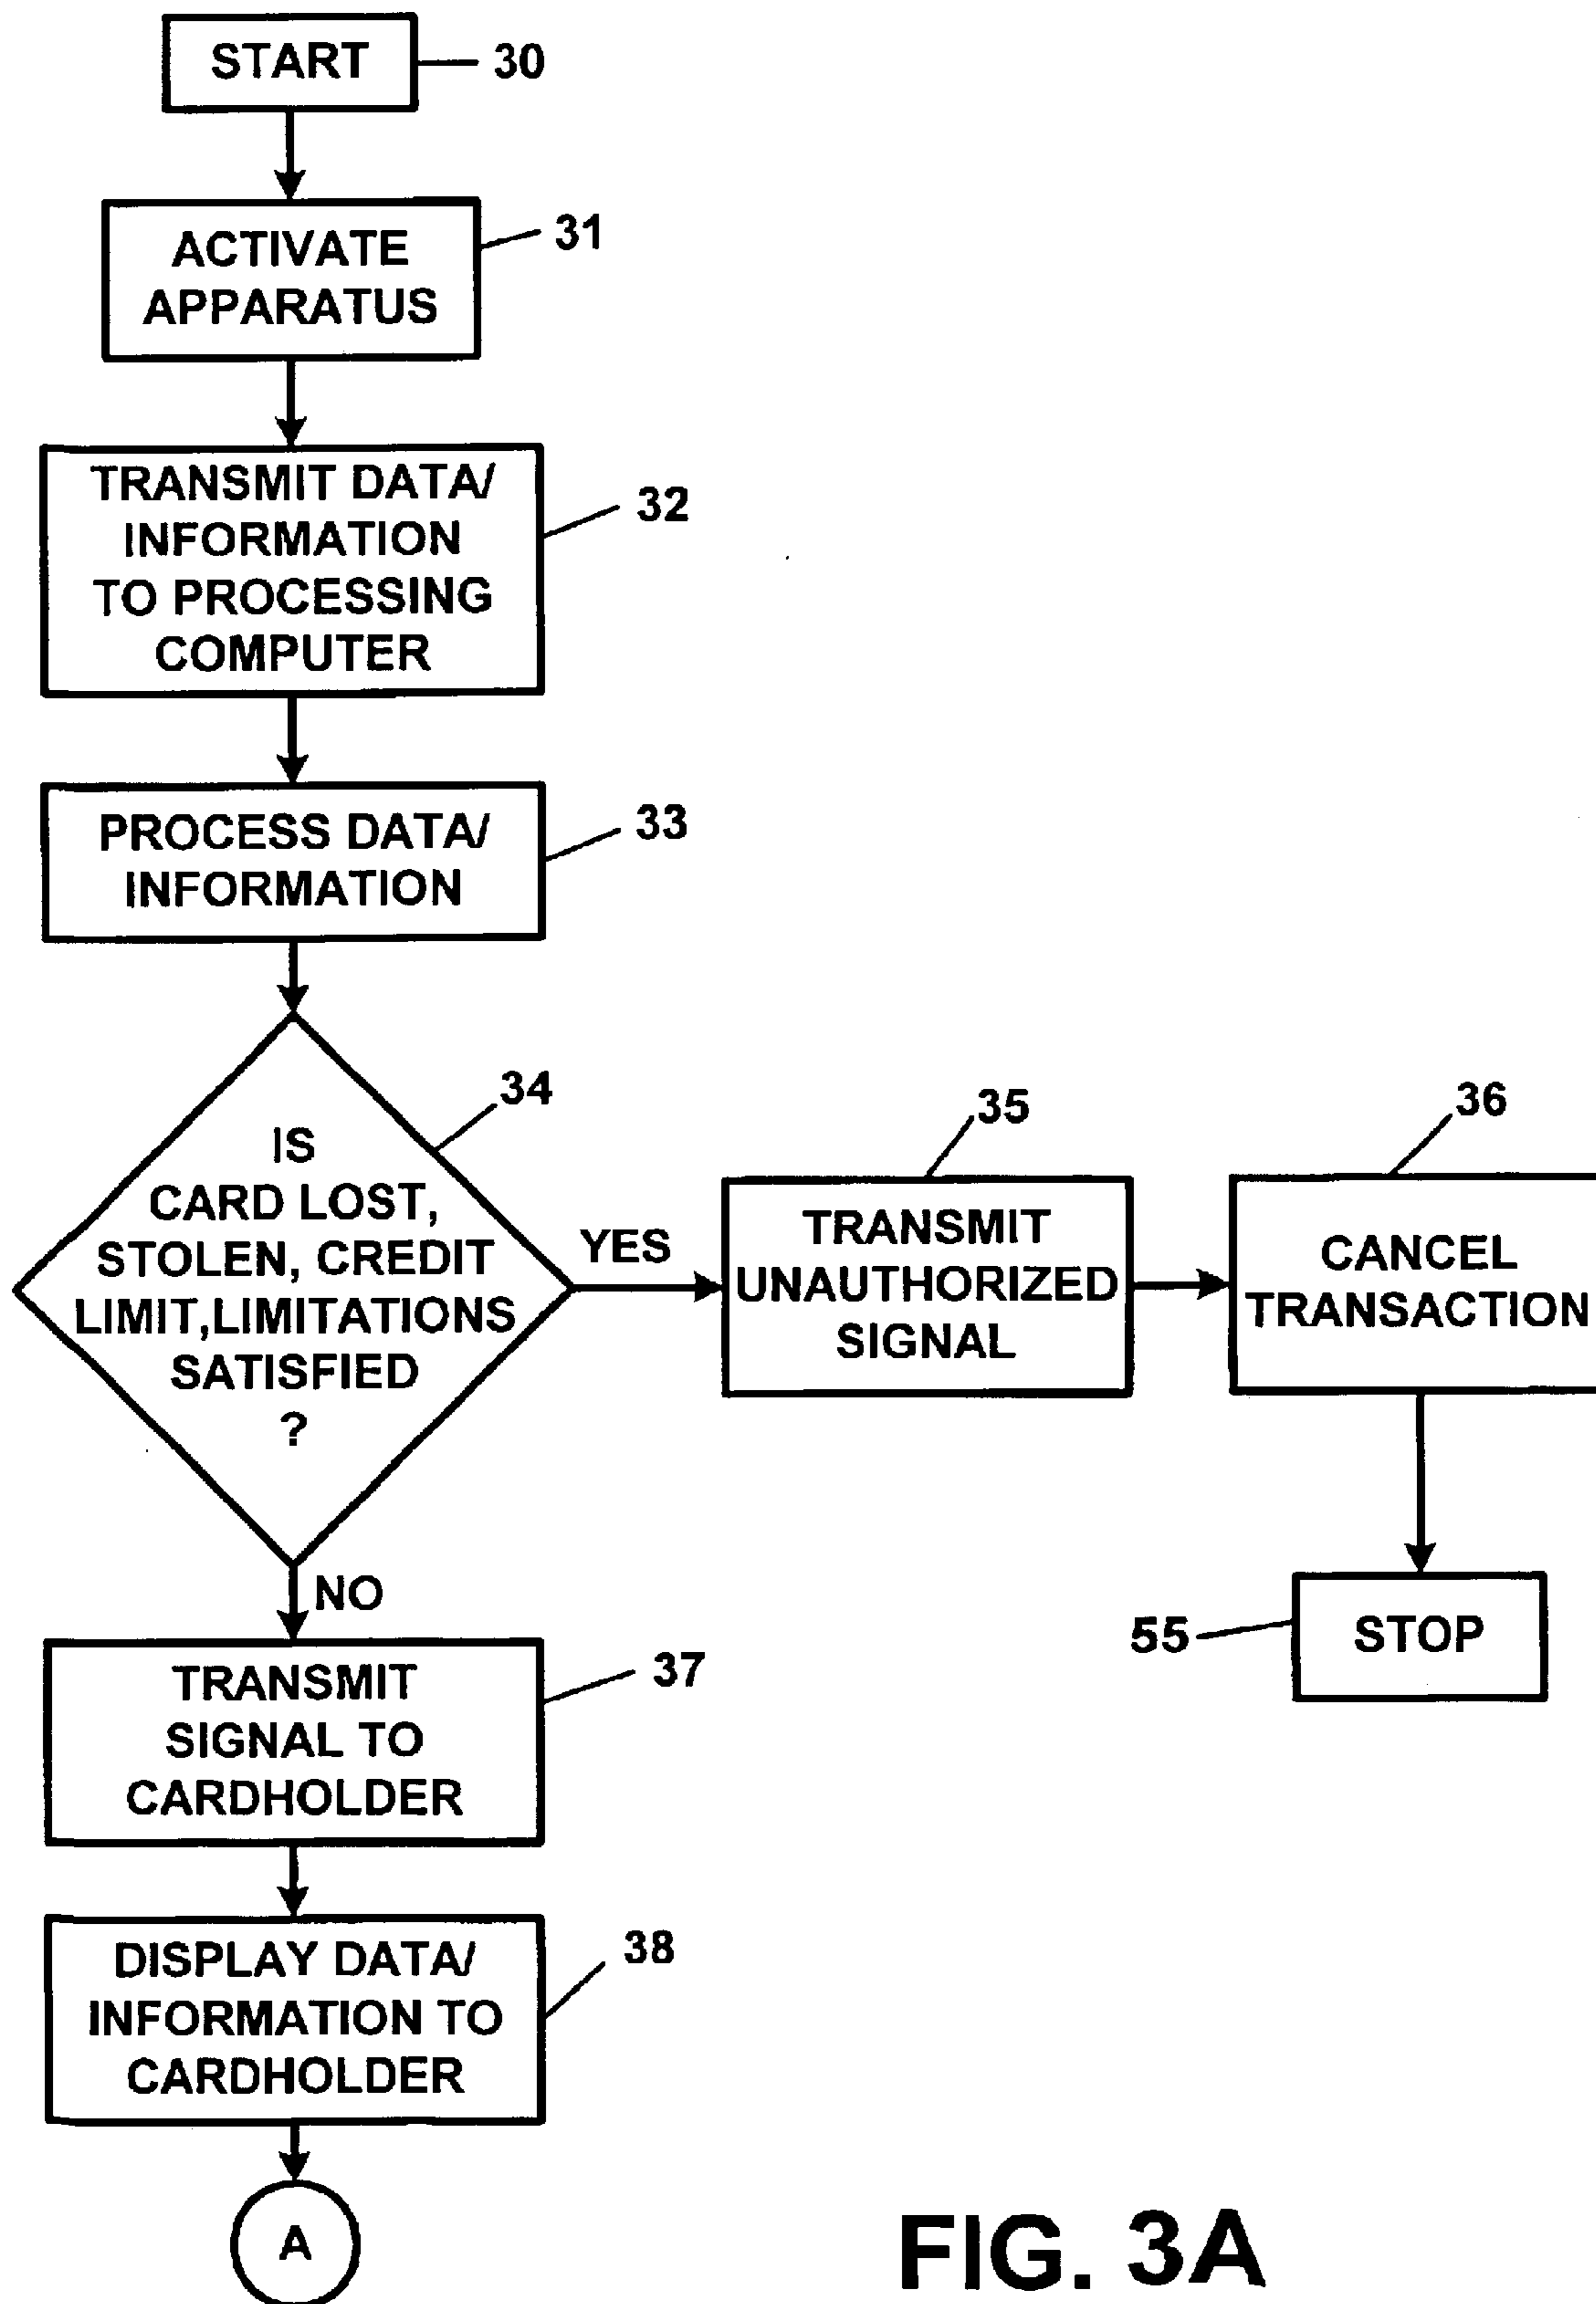 START
30
ACTIVATE
APPARATUS
31
TRANSMIT DATA/
INFORMATION
TO PROCESSING
COMPUTER
32
PROCESS DATA/
INFORMATION
33
IS
CARD LOST,
STOLEN, CREDIT
LIMIT,LIMITATIONS
SATISFIED
?
34
YES
TRANSMIT
UNAUTHORIZED
SIGNAL
35
CANCEL
TRANSACTION
36
STOP
55
NO
TRANSMIT
SIGNAL TO
CARDHOLDER
37
DISPLAY DATA/
INFORMATION TO
CARDHOLDER
38
A
FIG. 3A